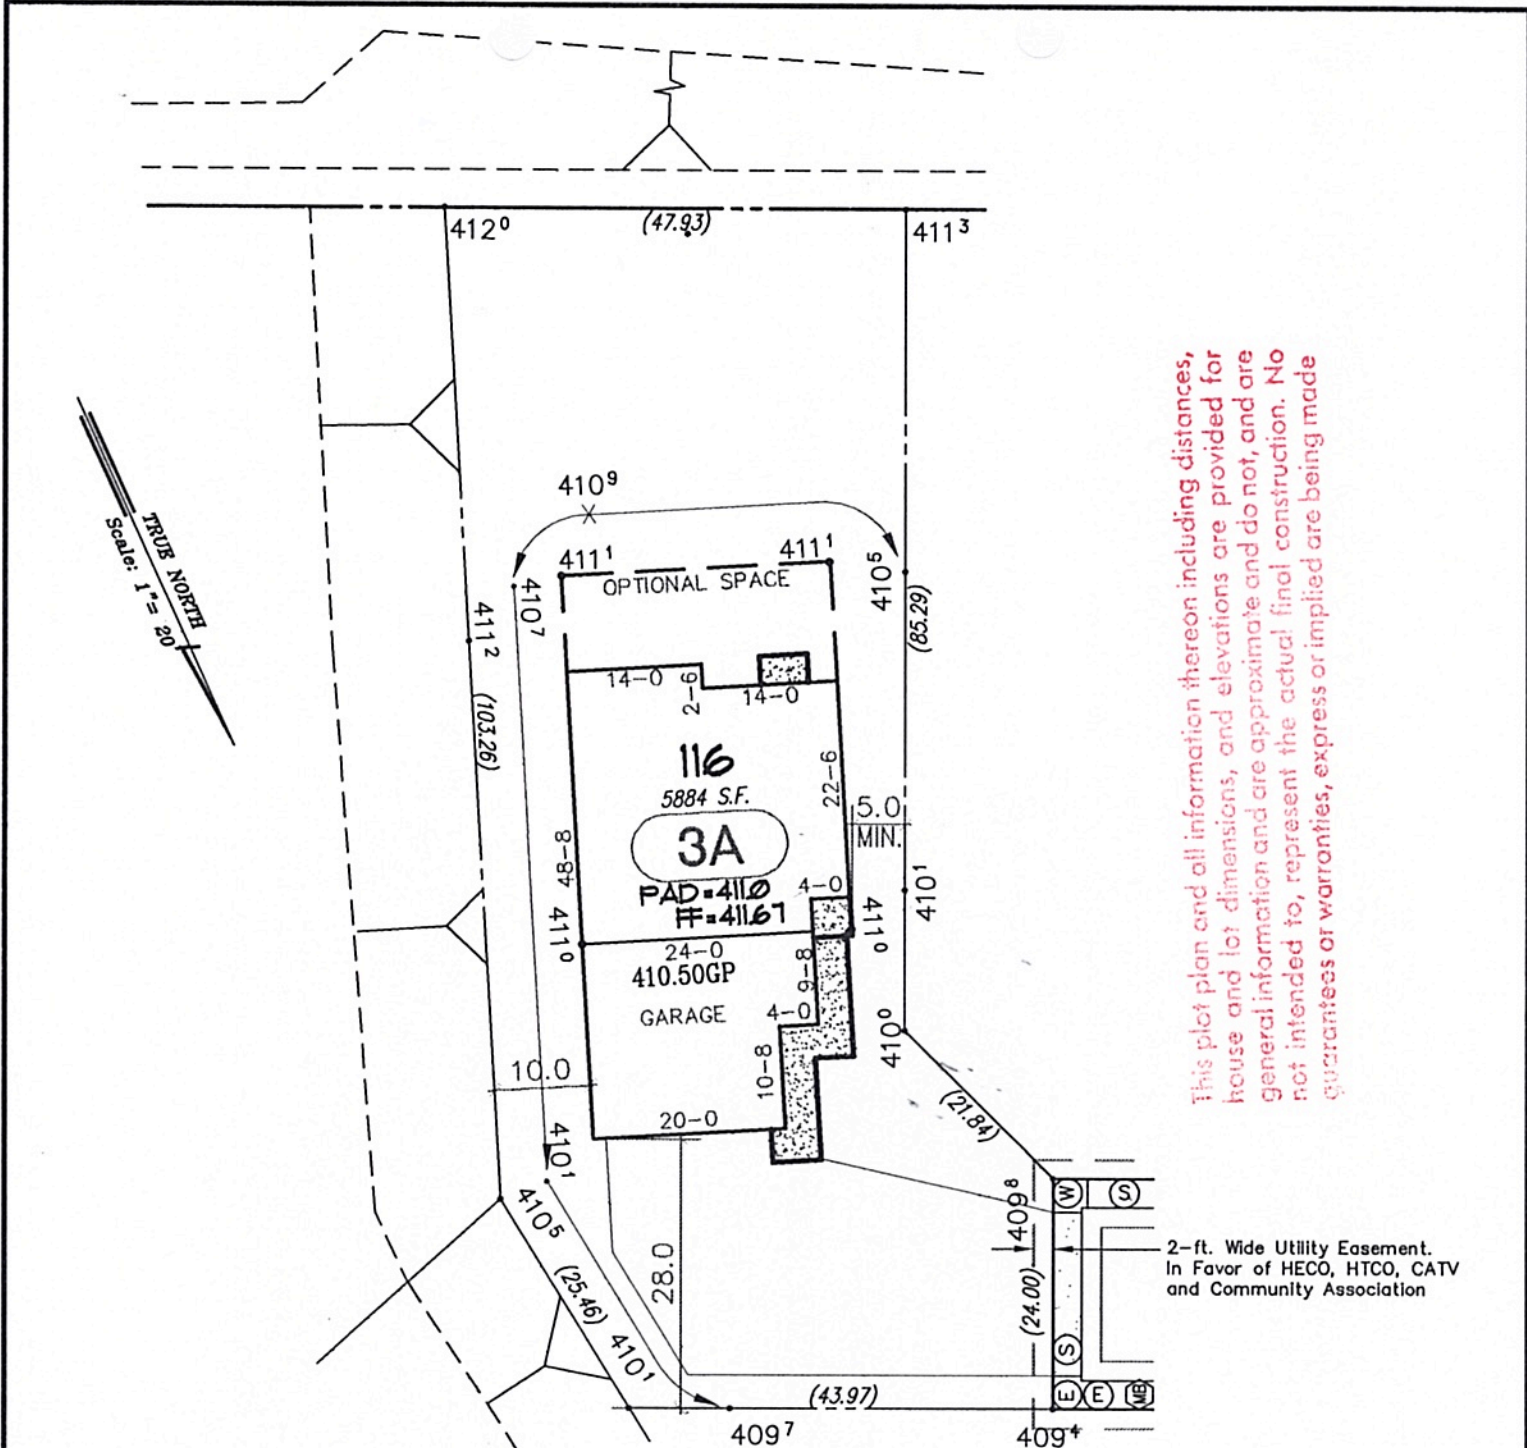 412⁰
(47.93)
411³
TRUE NORTH
Scale: 1"= 20'
410⁹
411¹
411¹
OPTIONAL SPACE
410⁷
410⁵
(85.29)
411²
(103.26)
14-0
2-6
14-0
116
5884 S.F.
3A
PAD=411.0
FF=411.67
22-6
5.0
MIN.
48-8
4-0
411⁰
411⁰
410¹
24-0
410.50GP
GARAGE
9-8
4-0
410⁰
10-8
10.0
20-0
(21.84)
410¹
410⁵
(25.46)
410¹
28.0
409⁸
(24.00)
W
S
2-ft. Wide Utility Easement.
In Favor of HECO, HTCO, CATV
and Community Association
S
E
E
MB
(43.97)
409⁷
409⁴
This plot plan and all information thereon including distances,
house and lot dimensions, and elevations are provided for
general information and are approximate and do not, and are
not intended to, represent the actual final construction. No
guarantees or warranties, express or implied are being made